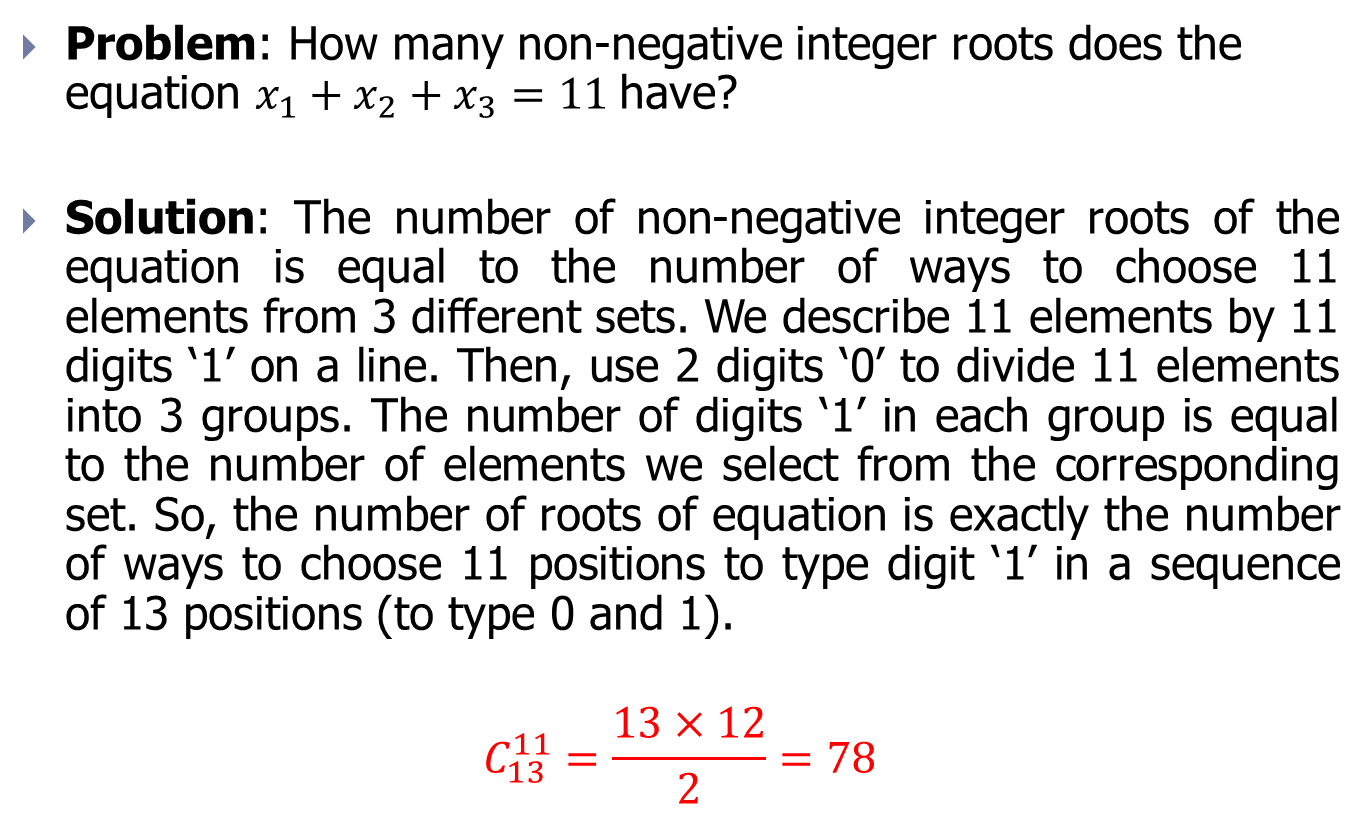 Problem: How many non-negative integer roots does the
equation x₁ + x₂ + x₃ = 11 have?
Solution: The number of non-negative integer roots of the
equation is equal to the number of ways to choose 11
elements from 3 different sets. We describe 11 elements by 11
digits ‘1’ on a line. Then, use 2 digits ‘0’ to divide 11 elements
into 3 groups. The number of digits ‘1’ in each group is equal
to the number of elements we select from the corresponding
set. So, the number of roots of equation is exactly the number
of ways to choose 11 positions to type digit ‘1’ in a sequence
of 13 positions (to type 0 and 1).
C₁₃¹¹ = (13 × 12)/2 = 78